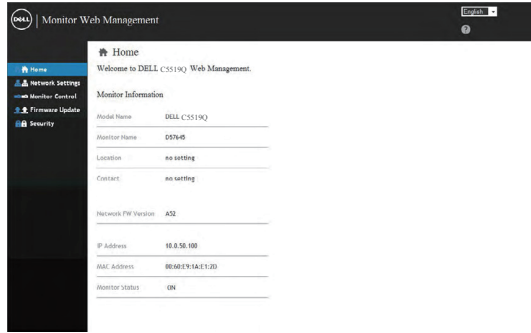 DELL | Monitor Web Management
English
?
Home
Network Settings
Monitor Control
Firmware Update
Security
Home
Welcome to DELL C5519Q Web Management.
Monitor Information
Model Name DELL C5519Q
Monitor Name D57645
Location no setting
Contact no setting
Network FW Version A52
IP Address 10.0.50.100
MAC Address 00:60:E9:1A:E1:2D
Monitor Status ON